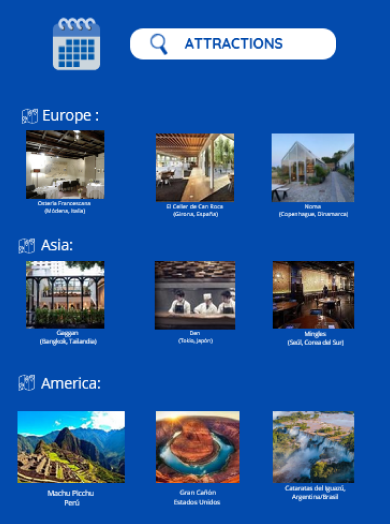 ATTRACTIONS
Europe :
Osteria Francescana
(Módena, Italia)
El Celler de Can Roca
(Girona, España)
Noma
(Copenhague, Dinamarca)
Asia:
Gaggan
(Bangkok, Tailandia)
Den
(Tokio, Japón)
Mingles
(Seúl, Corea del Sur)
America:
Machu Picchu
Perú
Gran Cañón
Estados Unidos
Cataratas del Iguazú,
Argentina/Brasil